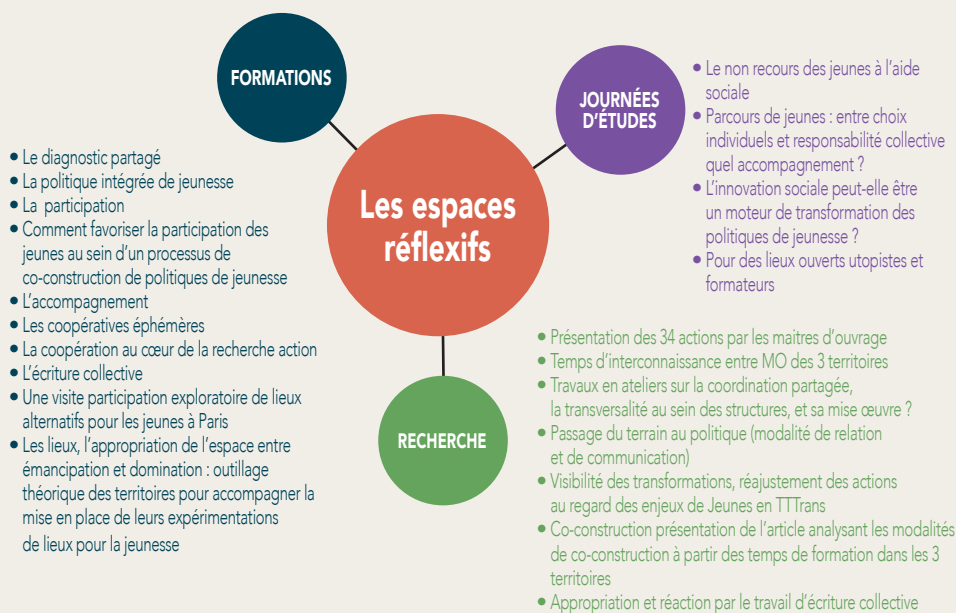 Les espaces
réflexifs
FORMATIONS
• Le diagnostic partagé
• La politique intégrée de jeunesse
• La participation
• Comment favoriser la participation des
jeunes au sein d'un processus de
co-construction de politiques de jeunesse
• L'accompagnement
• Les coopératives éphémères
• La coopération au cœur de la recherche action
• L'écriture collective
• Une visite participation exploratoire de lieux
alternatifs pour les jeunes à Paris
• Les lieux, l'appropriation de l'espace entre
émancipation et domination : outillage
théorique des territoires pour accompagner la
mise en place de leurs expérimentations
de lieux pour la jeunesse
JOURNÉES
D'ÉTUDES
• Le non recours des jeunes à l'aide
sociale
• Parcours de jeunes : entre choix
individuels et responsabilité collective
quel accompagnement ?
• L'innovation sociale peut-elle être
un moteur de transformation des
politiques de jeunesse ?
• Pour des lieux ouverts utopistes et
formateurs
RECHERCHE
• Présentation des 34 actions par les maitres d'ouvrage
• Temps d'interconnaissance entre MO des 3 territoires
• Travaux en ateliers sur la coordination partagée,
la transversalité au sein des structures, et sa mise œuvre ?
• Passage du terrain au politique (modalité de relation
et de communication)
• Visibilité des transformations, réajustement des actions
au regard des enjeux de Jeunes en TTTrans
• Co-construction présentation de l'article analysant les modalités
de co-construction à partir des temps de formation dans les 3
territoires
• Appropriation et réaction par le travail d'écriture collective